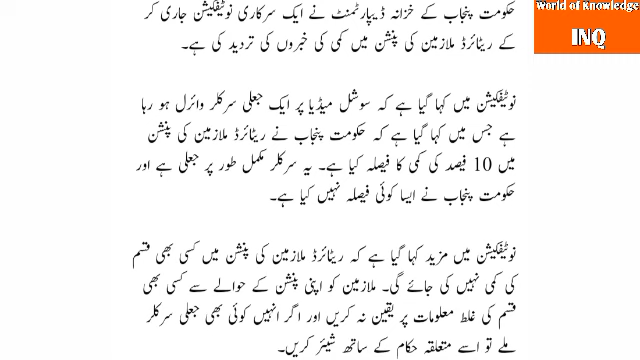 World of Knowledge
INQ
حکومت پنجاب کے خزانہ ڈیپارٹمنٹ نے ایک سرکاری نوٹیفکیشن جاری کر
کے ریٹائرڈ ملازمین کی پنشن میں کمی کی خبروں کی تردید کی ہے۔
نوٹیفکیشن میں کہا گیا ہے کہ سوشل میڈیا پر ایک جعلی سرکلر وائرل ہو رہا
ہے جس میں کہا گیا ہے کہ حکومت پنجاب نے ریٹائرڈ ملازمین کی پنشن
میں 10 فیصد کی کمی کا فیصلہ کیا ہے۔ یہ سرکلر مکمل طور پر جعلی ہے اور
حکومت پنجاب نے ایسا کوئی فیصلہ نہیں کیا ہے۔
نوٹیفکیشن میں مزید کہا گیا ہے کہ ریٹائرڈ ملازمین کی پنشن میں کسی بھی قسم
کی کمی نہیں کی جائے گی۔ ملازمین کو اپنی پنشن کے حوالے سے کسی بھی
قسم کی غلط معلومات پر یقین نہ کریں اور اگر انہیں کوئی بھی جعلی سرکلر
ملے تو اسے متعلقہ حکام کے ساتھ شیئر کریں۔